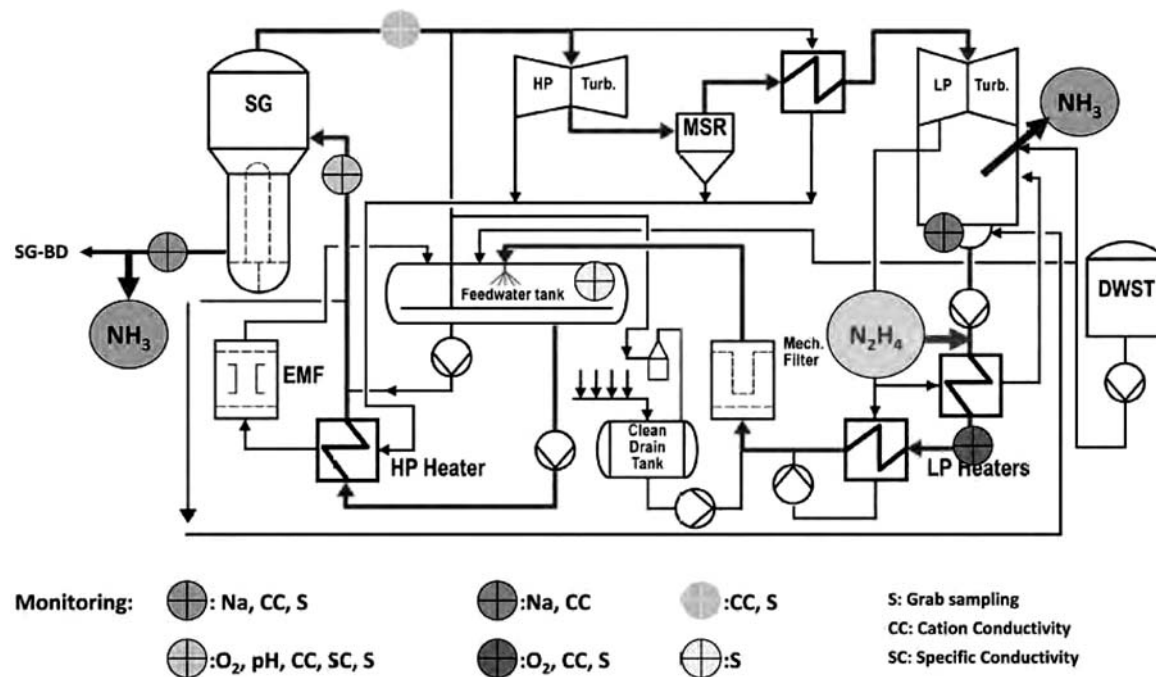 SG
HP Turb.
MSR
LP Turb.
NH₃
SG-BD
NH₃
Feedwater tank
DWST
N₂H₄
Mech.
Filter
EMF
Clean
Drain
Tank
HP Heater
LP Heaters
Monitoring:
: Na, CC, S
:Na, CC
:CC, S
S: Grab sampling
CC: Cation Conductivity
:O₂, pH, CC, SC, S
:O₂, CC, S
:S
SC: Specific Conductivity